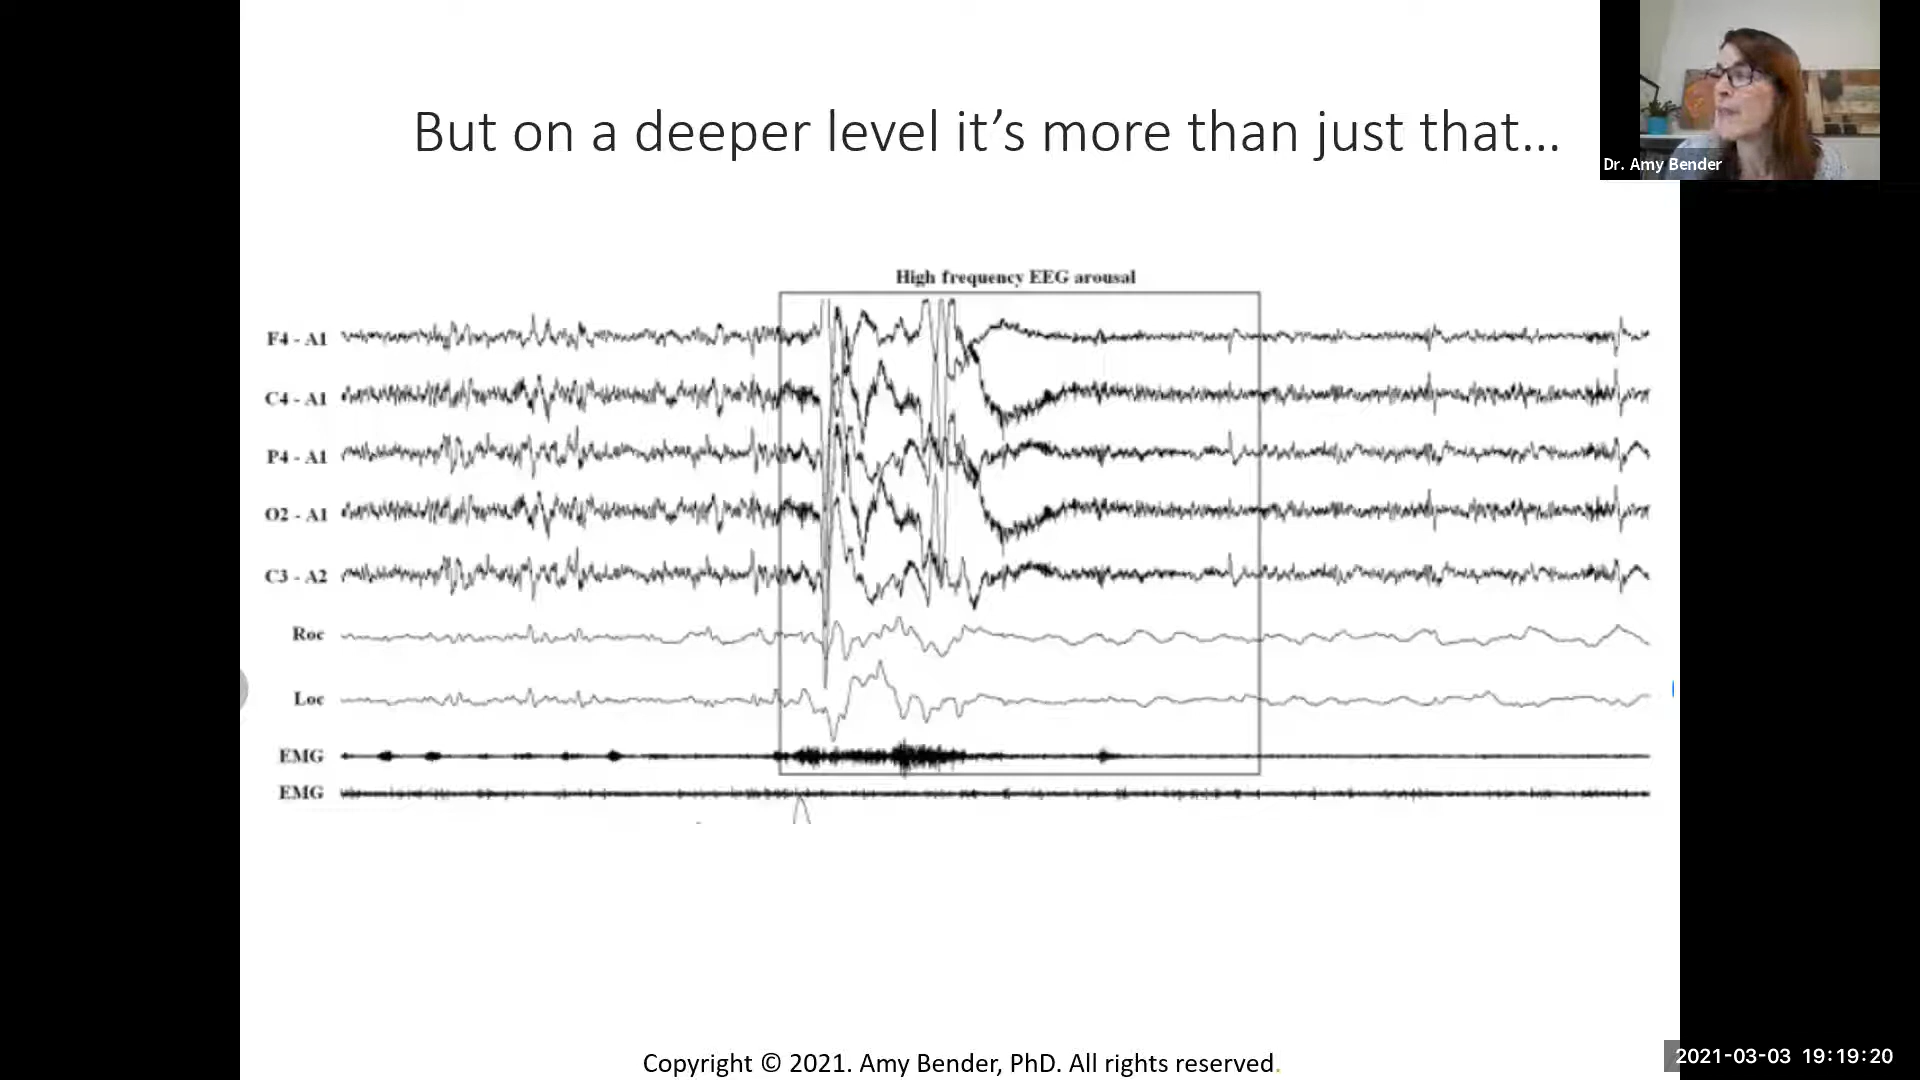 But on a deeper level it’s more than just that…
Dr. Amy Bender
High frequency EEG arousal
F4 - A1
C4 - A1
P4 - A1
O2 - A1
C3 - A2
Roc
Loc
EMG
EMG
Copyright © 2021. Amy Bender, PhD. All rights reserved.
2021-03-03 19:19:20